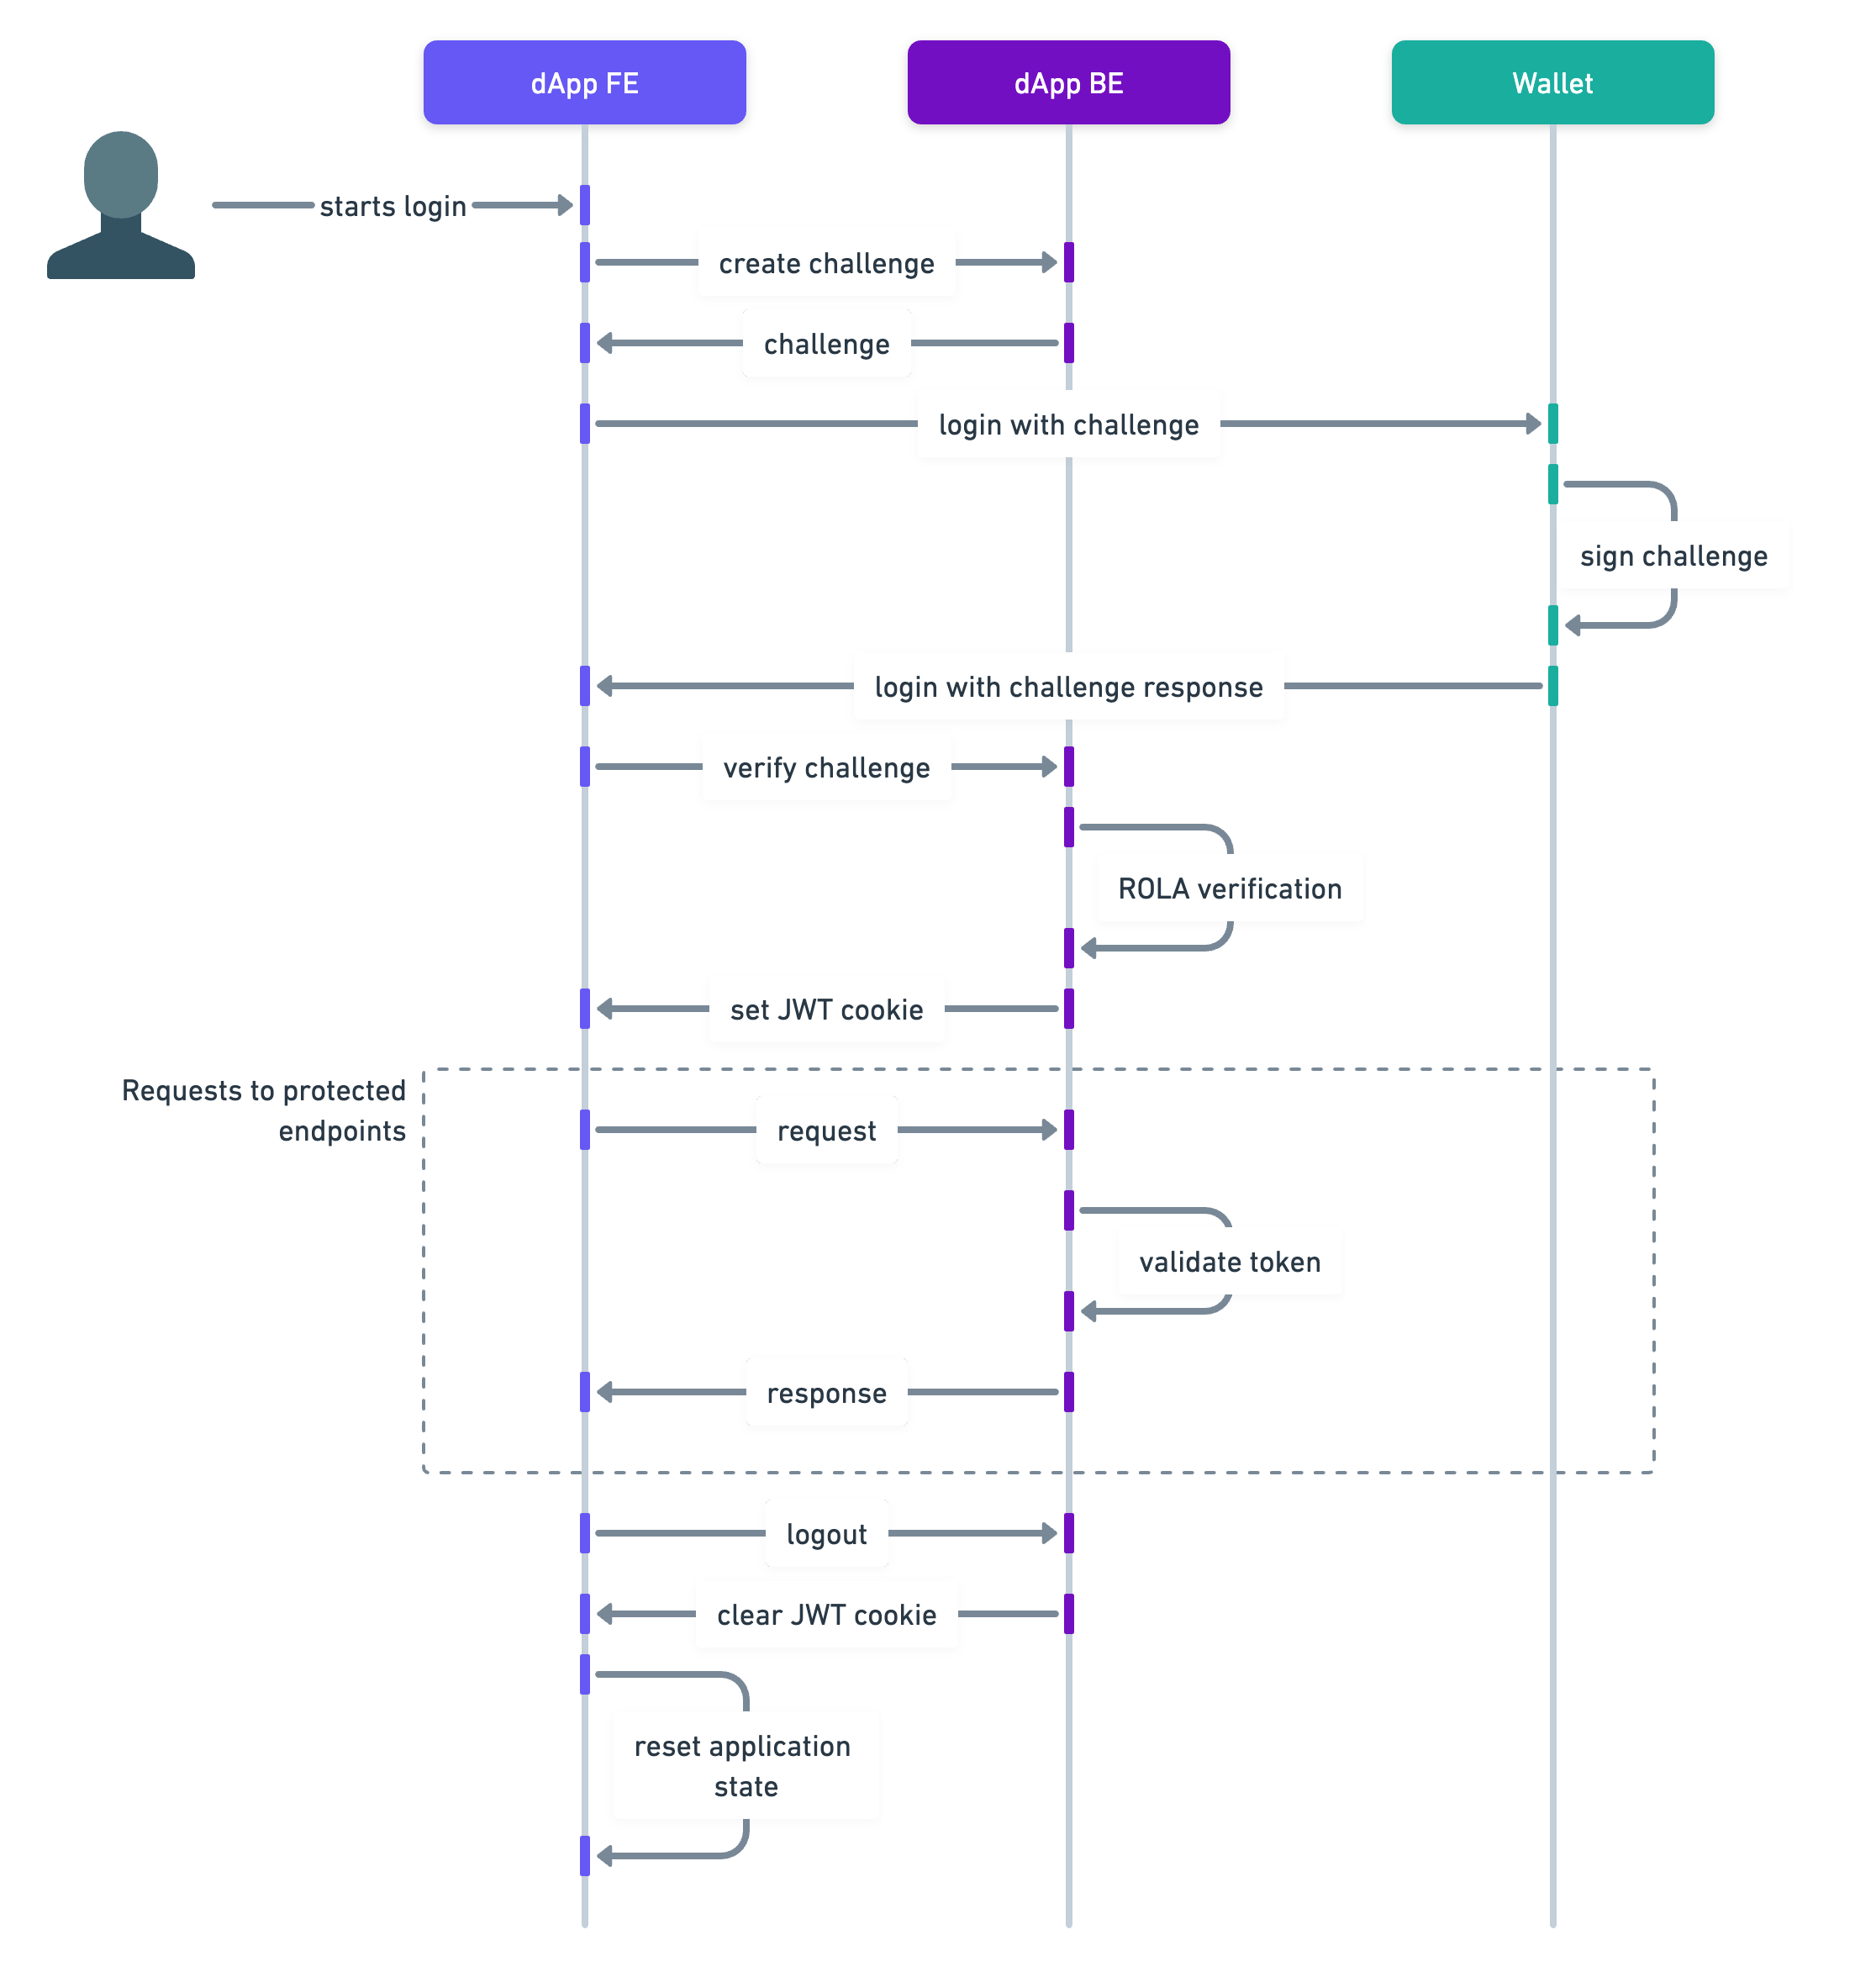 dApp FE
dApp BE
Wallet
starts login
create challenge
challenge
login with challenge
sign challenge
login with challenge response
verify challenge
ROLA verification
set JWT cookie
Requests to protected
endpoints
request
validate token
response
logout
clear JWT cookie
reset application
state